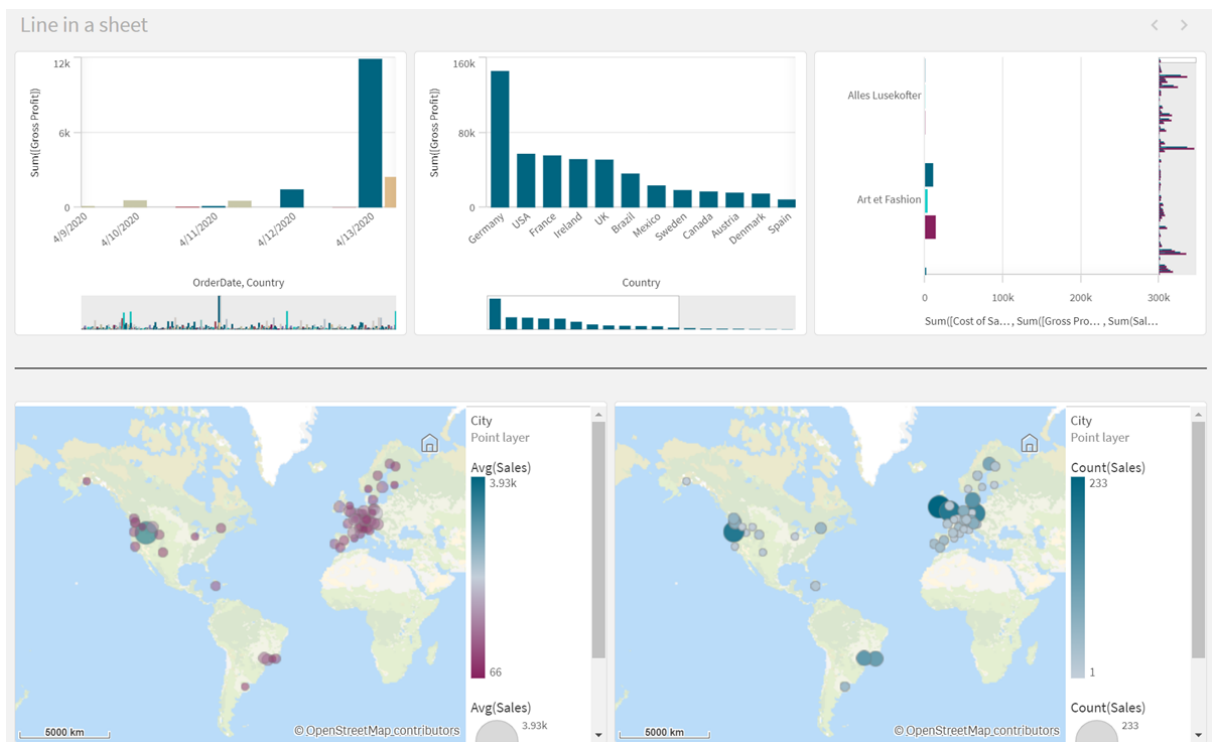 Line in a sheet
12k
6k
0
Sum([Gross Profit])
4/9/2020
4/10/2020
4/11/2020
4/12/2020
4/13/2020
OrderDate, Country
160k
80k
0
Sum([Gross Profit])
Germany
USA
France
Ireland
UK
Brazil
Mexico
Sweden
Canada
Austria
Denmark
Spain
Country
Alles Lusekofter
Art et Fashion
0
100k
200k
300k
Sum([Cost of Sa... , Sum([Gross Pro... , Sum(Sal...
City
Point layer
Avg(Sales)
3.93k
66
Avg(Sales)
3.93k
5000 km
© OpenStreetMap contributors
City
Point layer
Count(Sales)
233
1
Count(Sales)
233
5000 km
© OpenStreetMap contributors